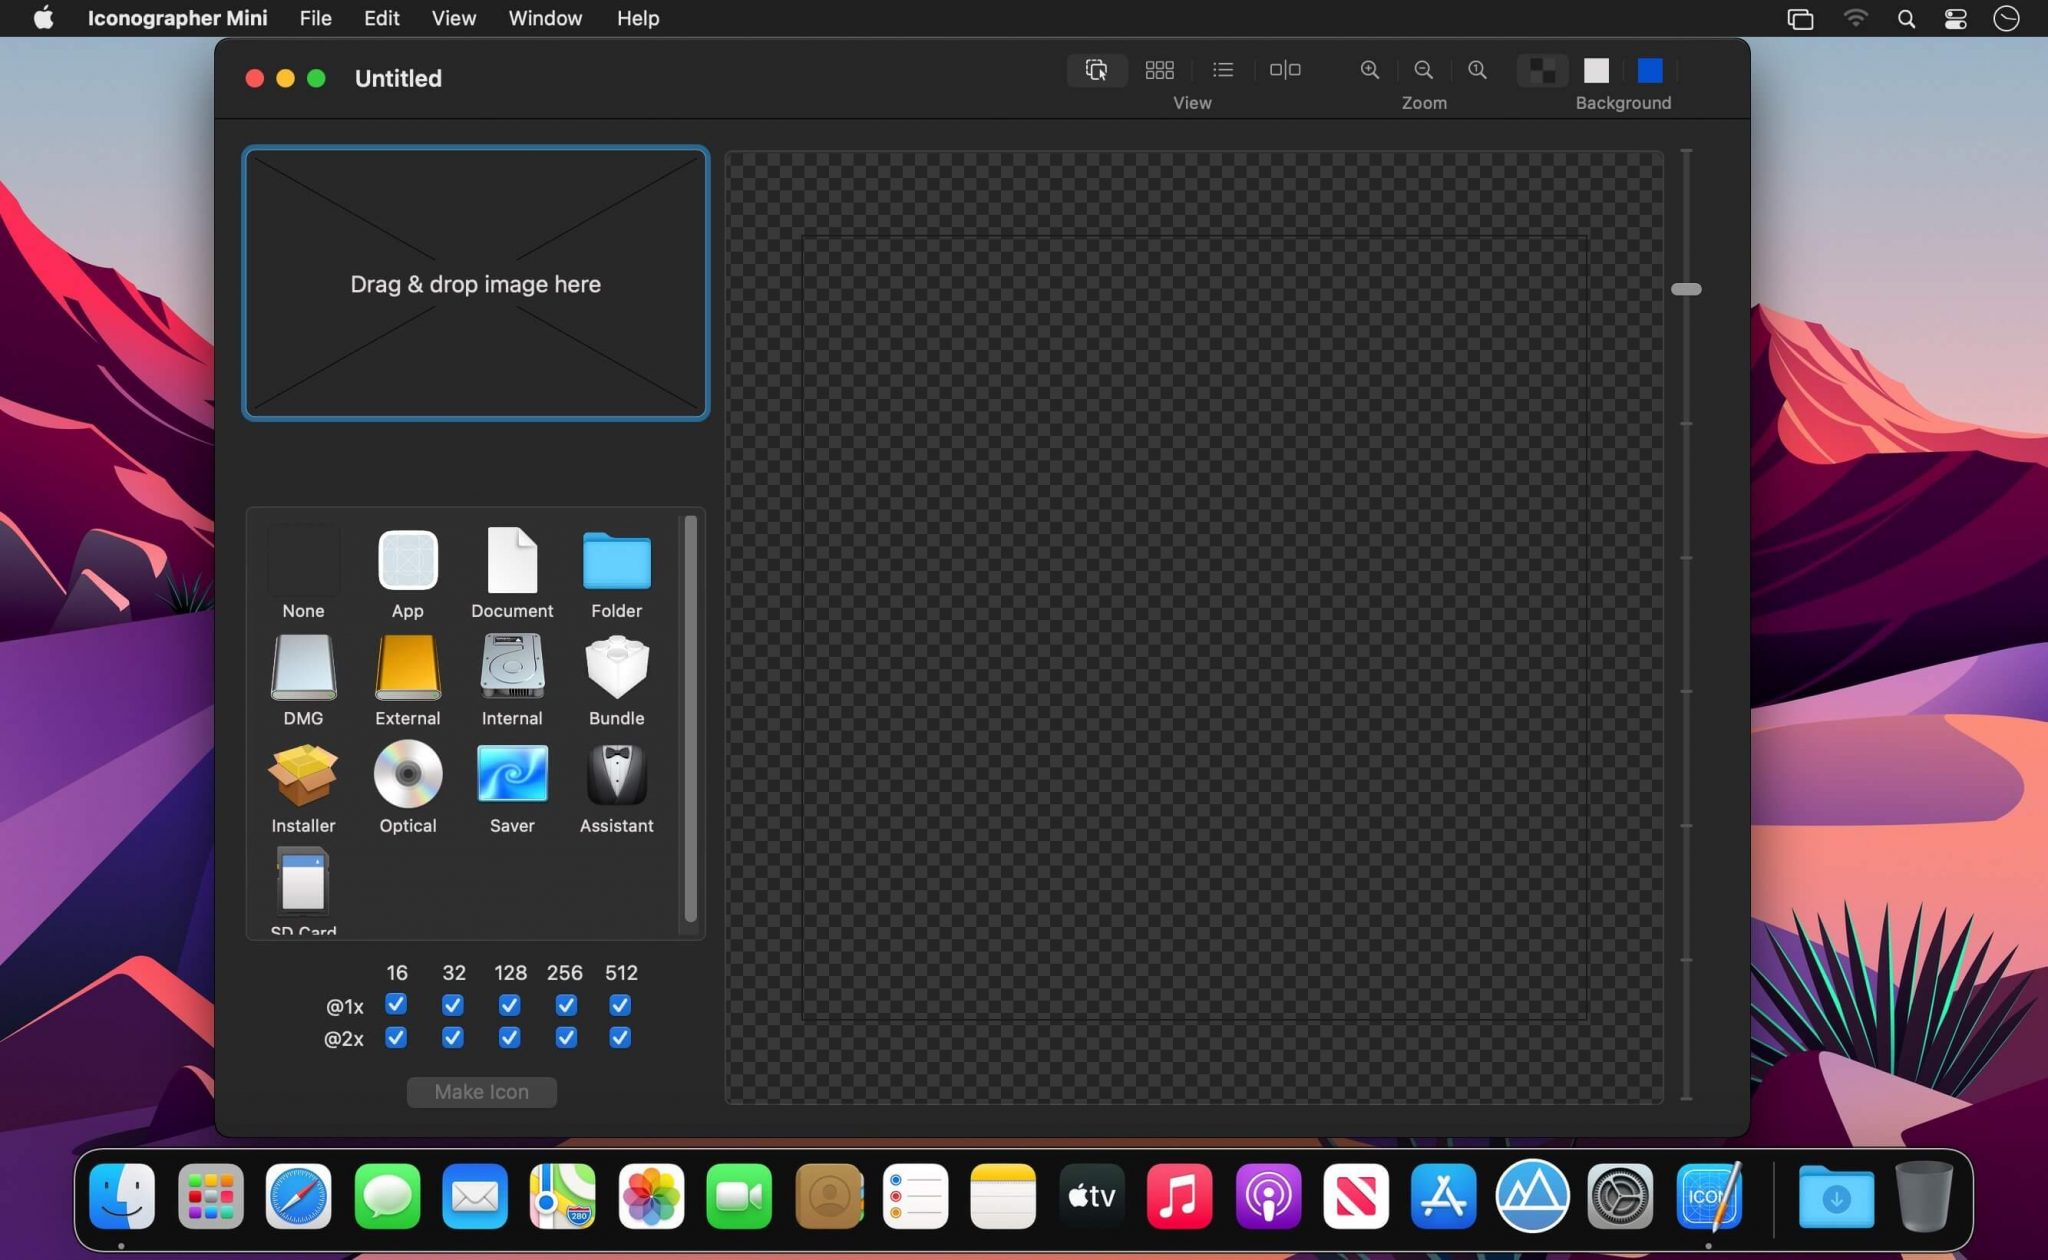 Iconographer Mini File Edit View Window Help
Untitled
View Zoom Background
Drag & drop image here
None App Document Folder
DMG External Internal Bundle
Installer Optical Saver Assistant
SD Card
16 32 128 256 512
@1x
@2x
Make Icon
280 tv ICON